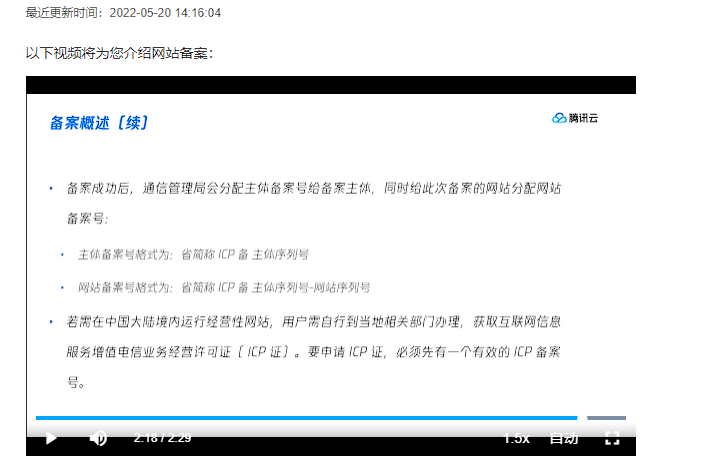 最近更新时间：2022-05-20 14:16:04
以下视频将为您介绍网站备案：
备案概述（续）
腾讯云
• 备案成功后，通信管理局会分配主体备案号给备案主体，同时给此次备案的网站分配网站
备案号：
• 主体备案号格式为：省简称 ICP 备 主体序列号
• 网站备案号格式为：省简称 ICP 备 主体序列号-网站序列号
• 若需在中国大陆境内运行经营性网站，用户需自行到当地相关部门办理，获取互联网信息
服务增值电信业务经营许可证（ ICP 证）。要申请 ICP 证，必须先有一个有效的 ICP 备案
号。
2:18 / 2:29
1.5x
自动